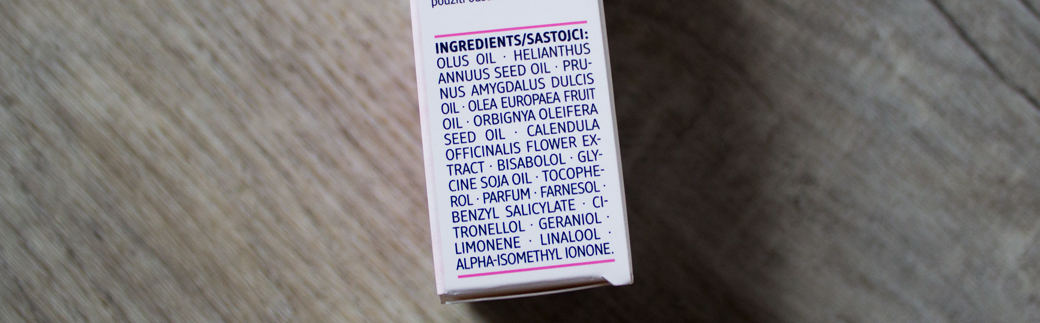 použití
INGREDIENTS/SASTOJCI:
OLUS OIL · HELIANTHUS
ANNUUS SEED OIL · PRU-
NUS AMYGDALUS DULCIS
OIL · OLEA EUROPAEA FRUIT
OIL · ORBIGNYA OLEIFERA
SEED OIL · CALENDULA
OFFICINALIS FLOWER EX-
TRACT · BISABOLOL · GLY-
CINE SOJA OIL · TOCOPHE-
ROL · PARFUM · FARNESOL ·
BENZYL SALICYLATE · CI-
TRONELLOL · GERANIOL ·
LIMONENE · LINALOOL ·
ALPHA-ISOMETHYL IONONE.